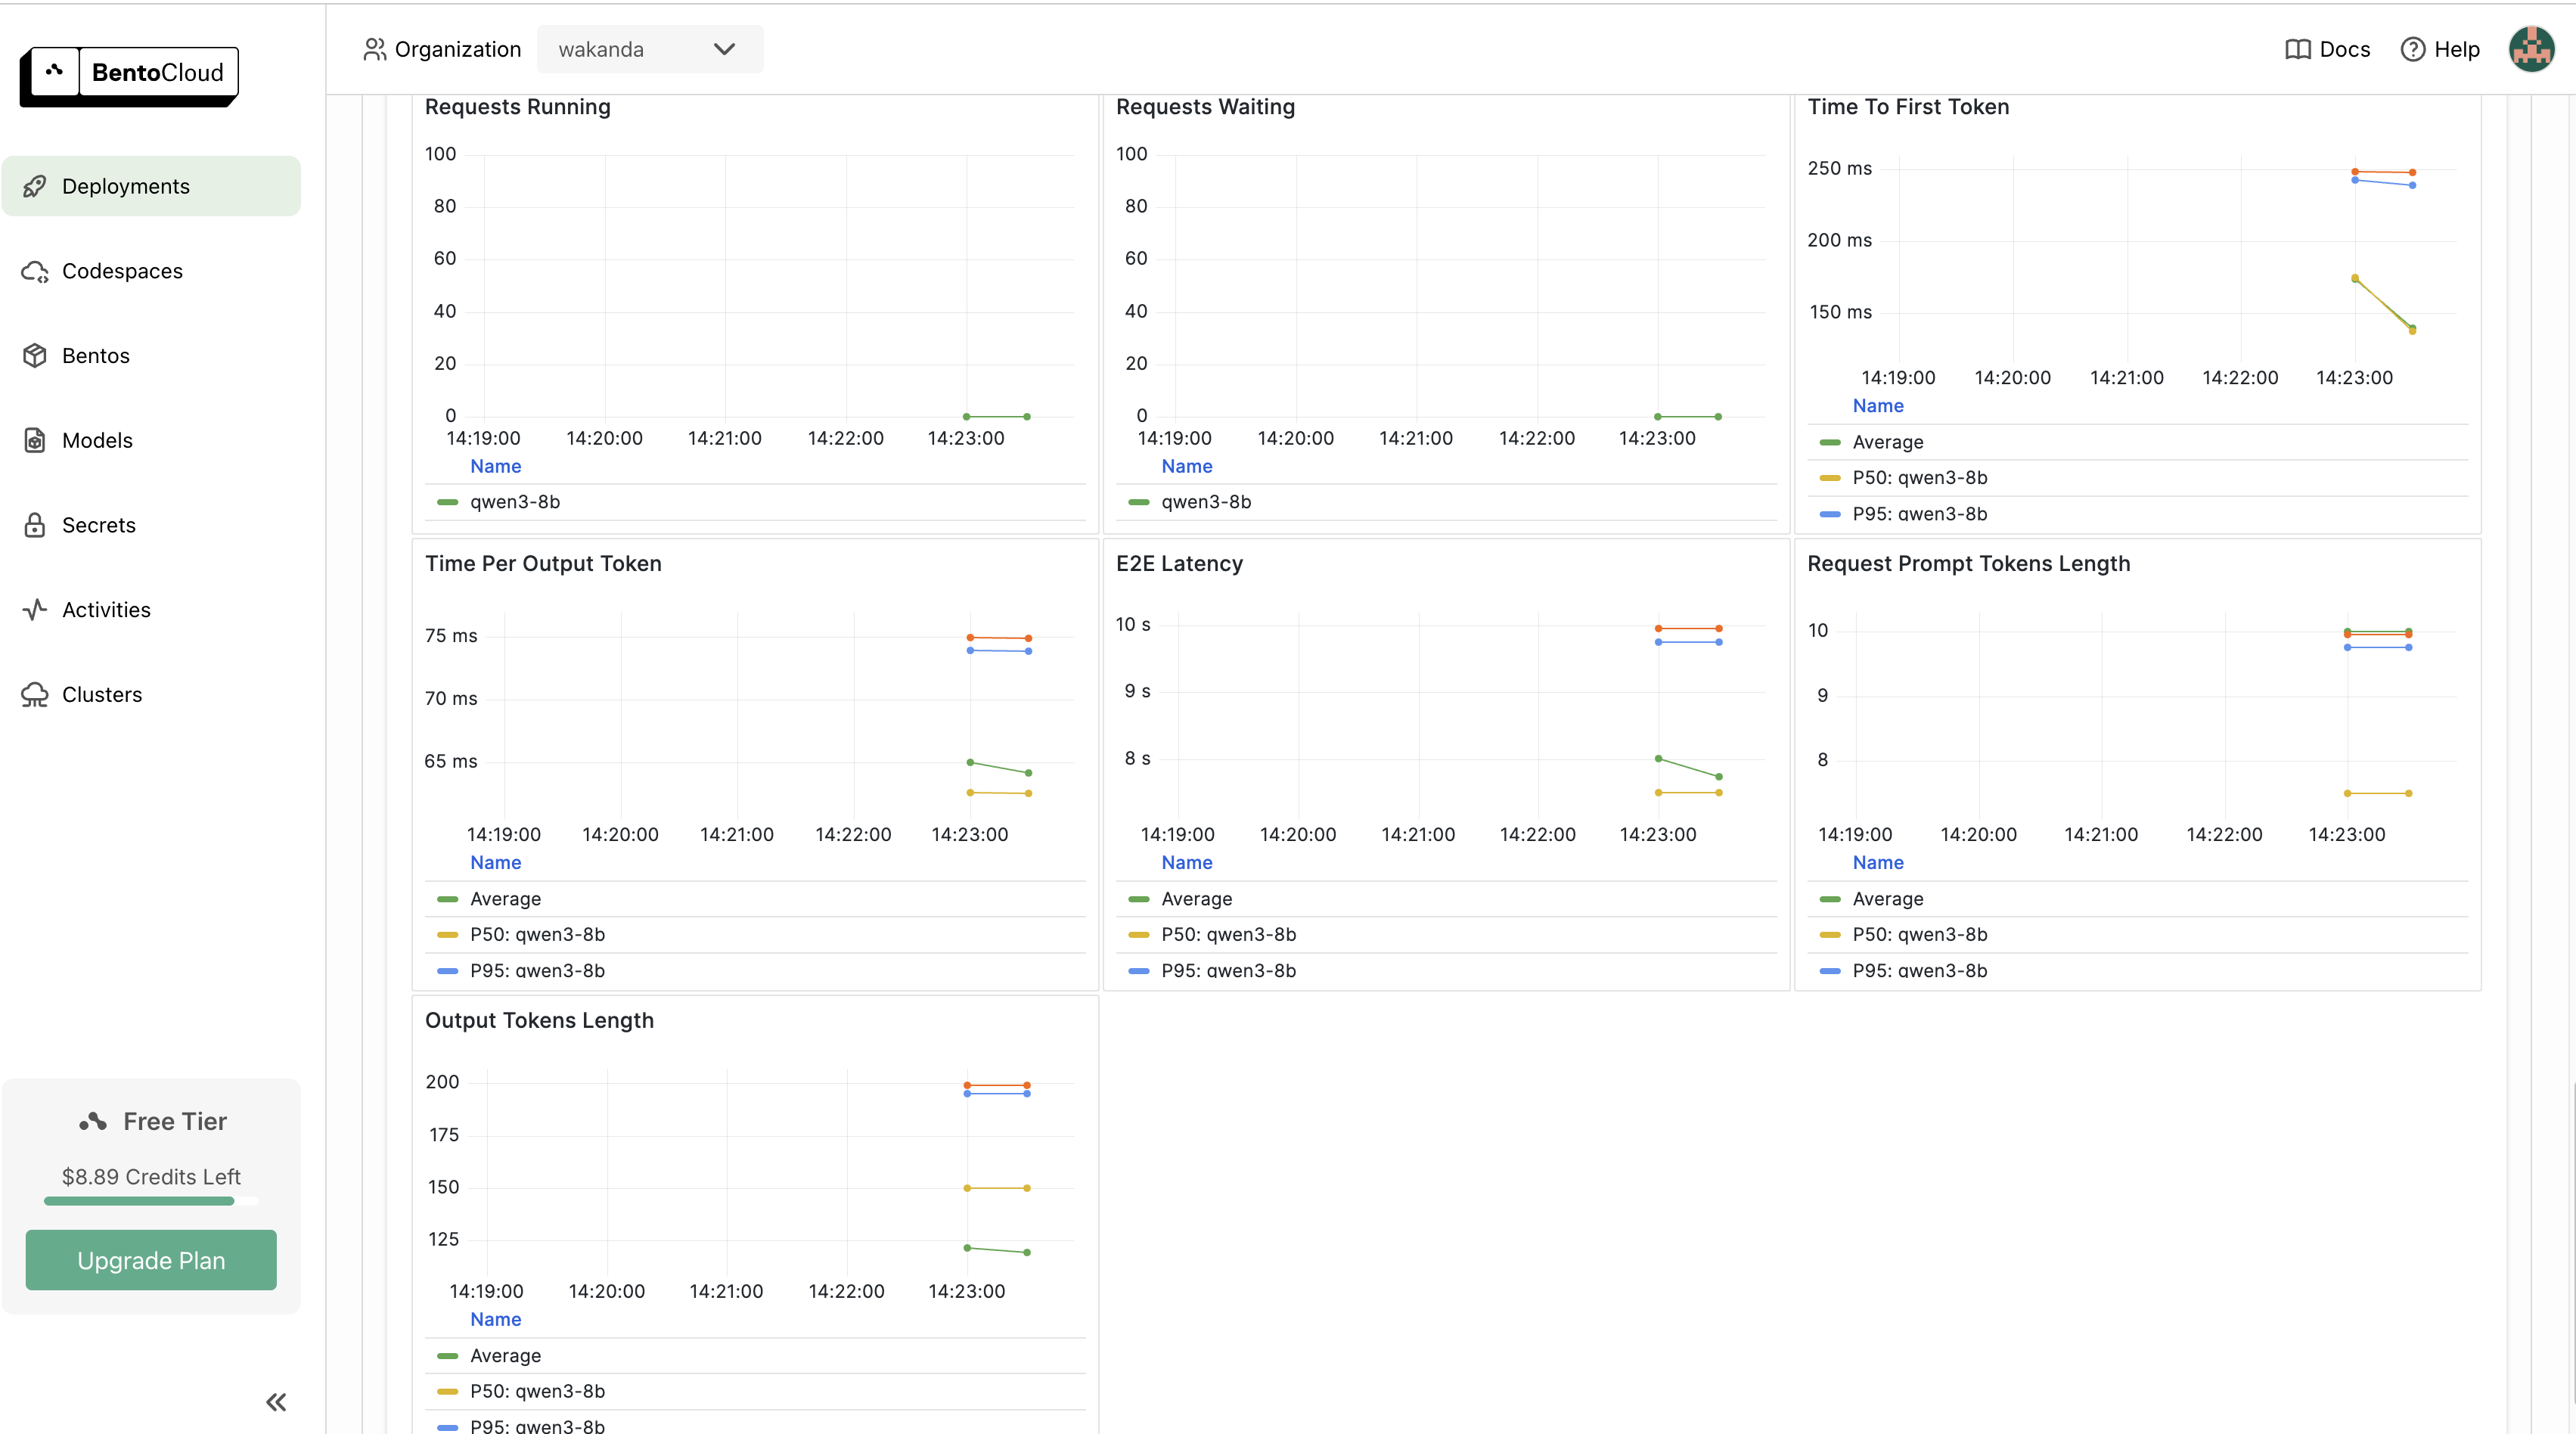 BentoCloud
Organization
wakanda
Docs
Help
Deployments
Codespaces
Bentos
Models
Secrets
Activities
Clusters
Free Tier
$8.89 Credits Left
Upgrade Plan
Requests Running
100
80
60
40
20
0
14:19:00 14:20:00 14:21:00 14:22:00 14:23:00
Name
qwen3-8b
Requests Waiting
100
80
60
40
20
0
14:19:00 14:20:00 14:21:00 14:22:00 14:23:00
Name
qwen3-8b
Time To First Token
250 ms
200 ms
150 ms
14:19:00 14:20:00 14:21:00 14:22:00 14:23:00
Name
Average
P50: qwen3-8b
P95: qwen3-8b
Time Per Output Token
75 ms
70 ms
65 ms
14:19:00 14:20:00 14:21:00 14:22:00 14:23:00
Name
Average
P50: qwen3-8b
P95: qwen3-8b
E2E Latency
10 s
9 s
8 s
14:19:00 14:20:00 14:21:00 14:22:00 14:23:00
Name
Average
P50: qwen3-8b
P95: qwen3-8b
Request Prompt Tokens Length
10
9
8
14:19:00 14:20:00 14:21:00 14:22:00 14:23:00
Name
Average
P50: qwen3-8b
P95: qwen3-8b
Output Tokens Length
200
175
150
125
14:19:00 14:20:00 14:21:00 14:22:00 14:23:00
Name
Average
P50: qwen3-8b
P95: qwen3-8b